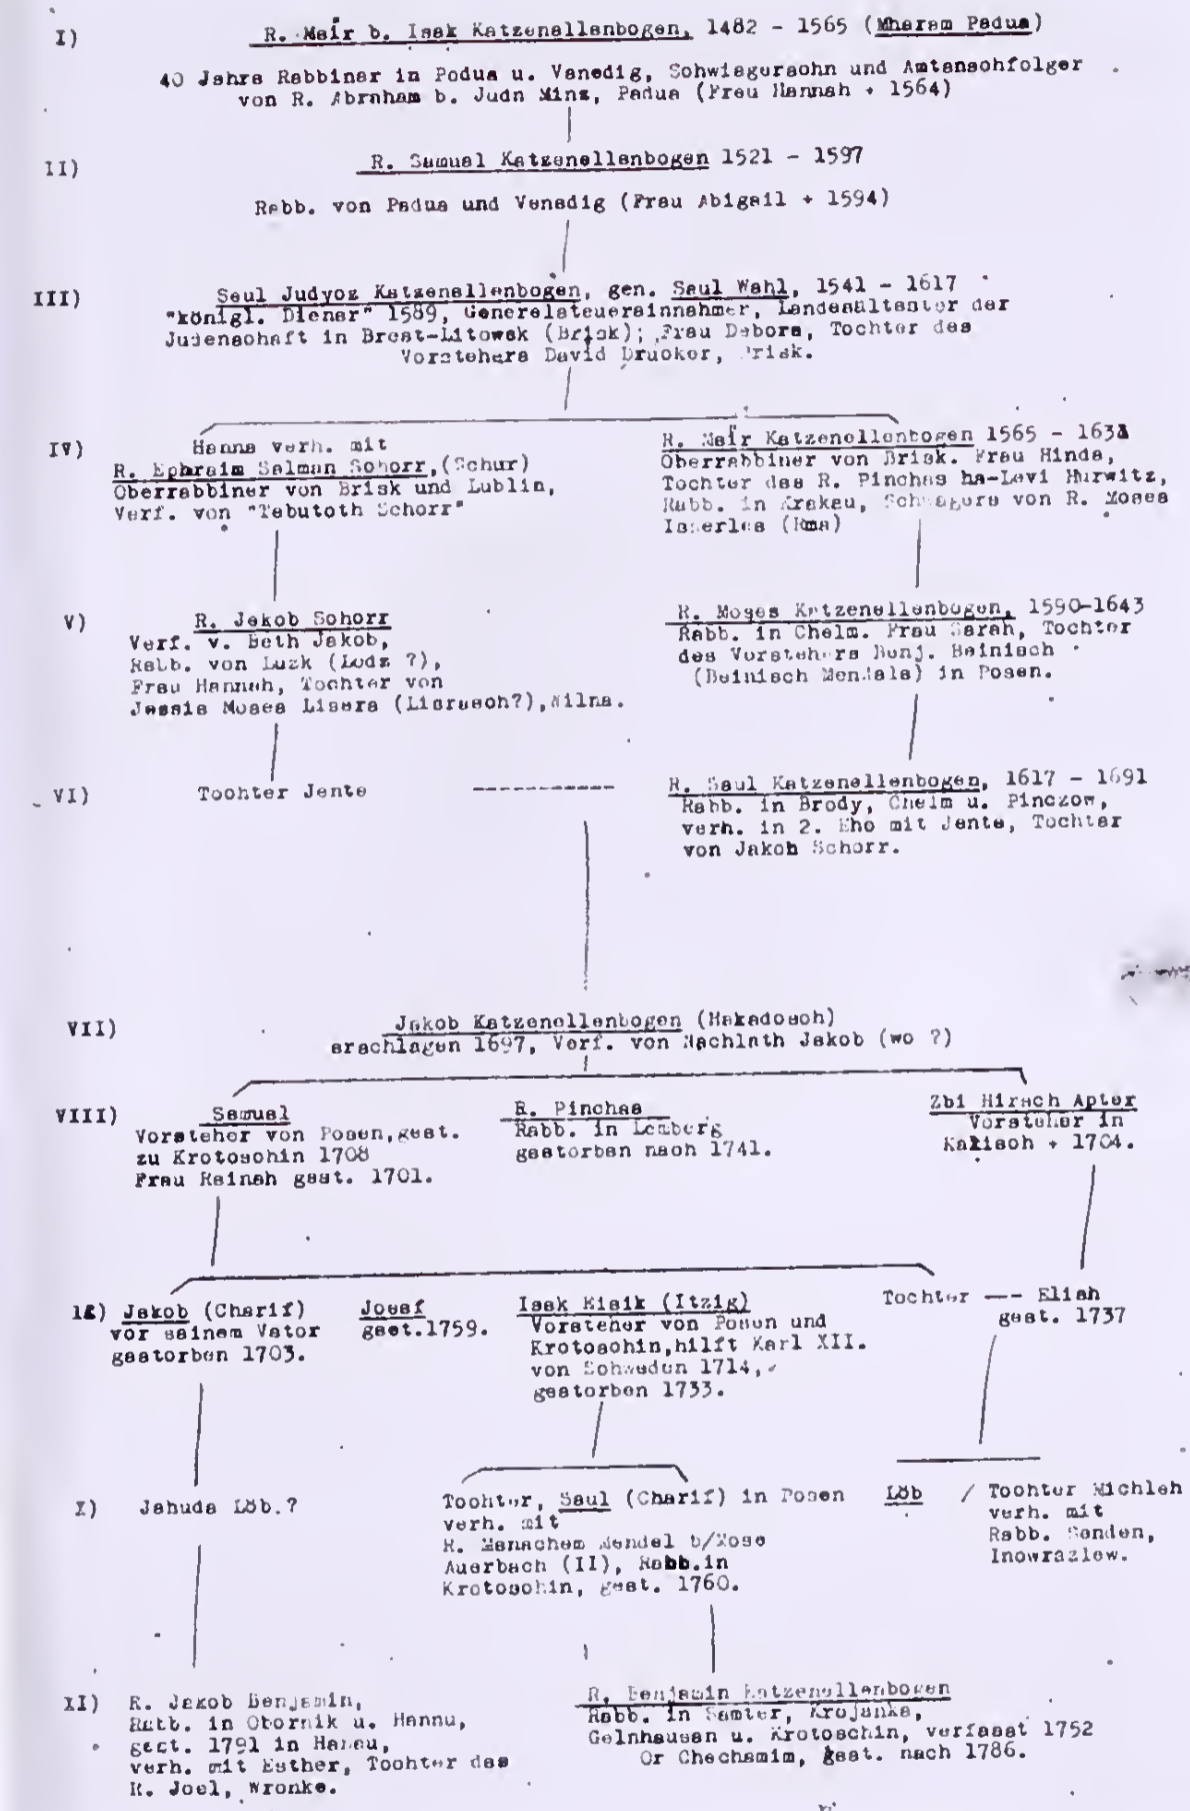 I) R. Meïr b. Isak Katzenellenbogen, 1482 - 1565 (Mharam Padua)
40 Jahre Rabbiner in Podua u. Venedig, Schwiegersohn und Amtsnachfolger
von R. Abraham b. Juda Minz, Padua (Frau Hannah + 1564)
II) R. Samuel Katzenellenbogen 1521 - 1597
Rabb. von Padua und Venedig (Frau Abigail + 1594)
III) Saul Judyoz Katzenellenbogen, gen. Saul Wahl, 1541 - 1617
"königl. Diener" 1589, Generalsteuereinnehmer, Landesältester der
Judenschaft in Brest-Litowsk (Brisk); Frau Debora, Tochter des
Vorstehers David Drucker, Brisk.
IV) Hanna verh. mit
R. Ephraim Salman Schorr, (Schur)
Oberrabbiner von Brisk und Lublin,
Verf. von "Tebutoth Schorr"
R. Meïr Katzenellenbogen 1565 - 163
Oberrabbiner von Brisk. Frau Hinda,
Tochter das R. Pinchas ha-Levi Hurwitz,
Rabb. in Krakau, Schwagers von R. Moses
Isserles (Rma)
V) R. Jakob Schorr
Verf. v. Beth Jakob,
Rabb. von Luzk (Lodz ?),
Frau Hannah, Tochter von
Jessis Moses Lisers (Lisrusch?), Wilna.
R. Moses Katzenellenbogen, 1590-1643
Rabb. in Chelm. Frau Sarah, Tochter
des Vorstehers Bonj. Beinisch
(Beinisch Mendels) in Posen.
VI) Tochter Jente -----------
R. Saul Katzenellenbogen, 1617 - 1691
Rabb. in Brody, Chelm u. Pinczow,
verh. in 2. Ehe mit Jente, Tochter
von Jakob Schorr.
VII) Jakob Katzenellenbogen (Hakadosch)
erschlagen 1697, Verf. von Nachlath Jakob (wo ?)
VIII) Samuel
Vorsteher von Posen, gest.
zu Krotoschin 1708
Frau Reinah gest. 1701.
R. Pinchas
Rabb. in Lemberg
gestorben nach 1741.
Zbi Hirsch Apter
Vorsteher in
Kalisch + 1704.
IX) Jakob (Charif)
vor seinem Vater
gestorben 1703.
Josef
gest. 1759.
Isak Eisik (Itzig)
Vorsteher von Posen und
Krotoschin, hilft Karl XII.
von Schweden 1714,
gestorben 1733.
Tochter --- Eliah
gest. 1737
X) Jehuda Löb.?
Tochter, Saul (Charif) in Posen
verh. mit
R. Menachem Mendel b/Mose
Auerbach (II), Rabb. in
Krotoschin, gest. 1760.
Löb / Tochter Michleh
verh. mit
Rabb. Sanden,
Inowrazlow.
XI) R. Jakob Benjamin,
Rabb. in Obornik u. Hannu,
gest. 1791 in Hanau,
verh. mit Esther, Tochter des
R. Joel, Wronke.
R. Benjamin Katzenellenbogen
Rabb. in Samter, Krojanke,
Gelnhausen u. Krotoschin, verfasst 1752
Or Chechamim, gest. nach 1786.